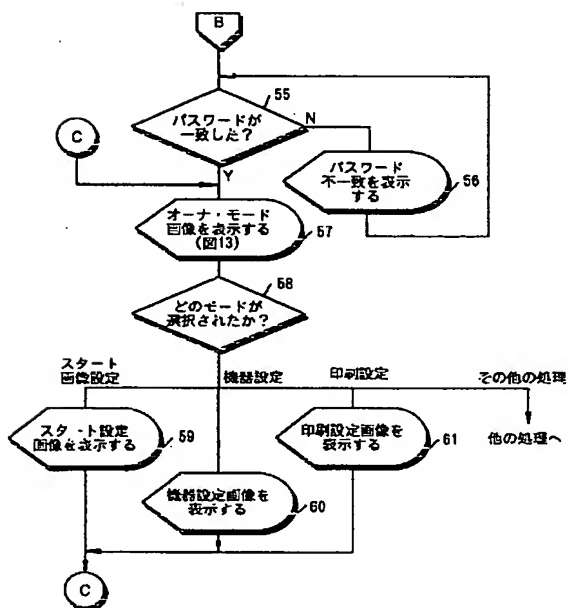 B
55
パスワードが
一致した?
N
C
Y
パスワード
不一致を表示
する
56
オーナ・モード
画像を表示する
(図13)
57
58
どのモードが
選択されたか?
スタート
画像設定
機器設定
印刷設定
その他の処理
スタート設定
画像を表示する
59
印刷設定画像を
表示する
61
他の処理へ
機器設定画像を
表示する
60
C